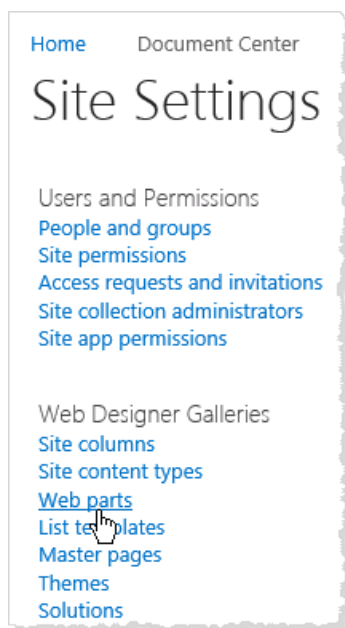 Home Document Center
Site Settings
Users and Permissions
People and groups
Site permissions
Access requests and invitations
Site collection administrators
Site app permissions
Web Designer Galleries
Site columns
Site content types
Web parts
List templates
Master pages
Themes
Solutions